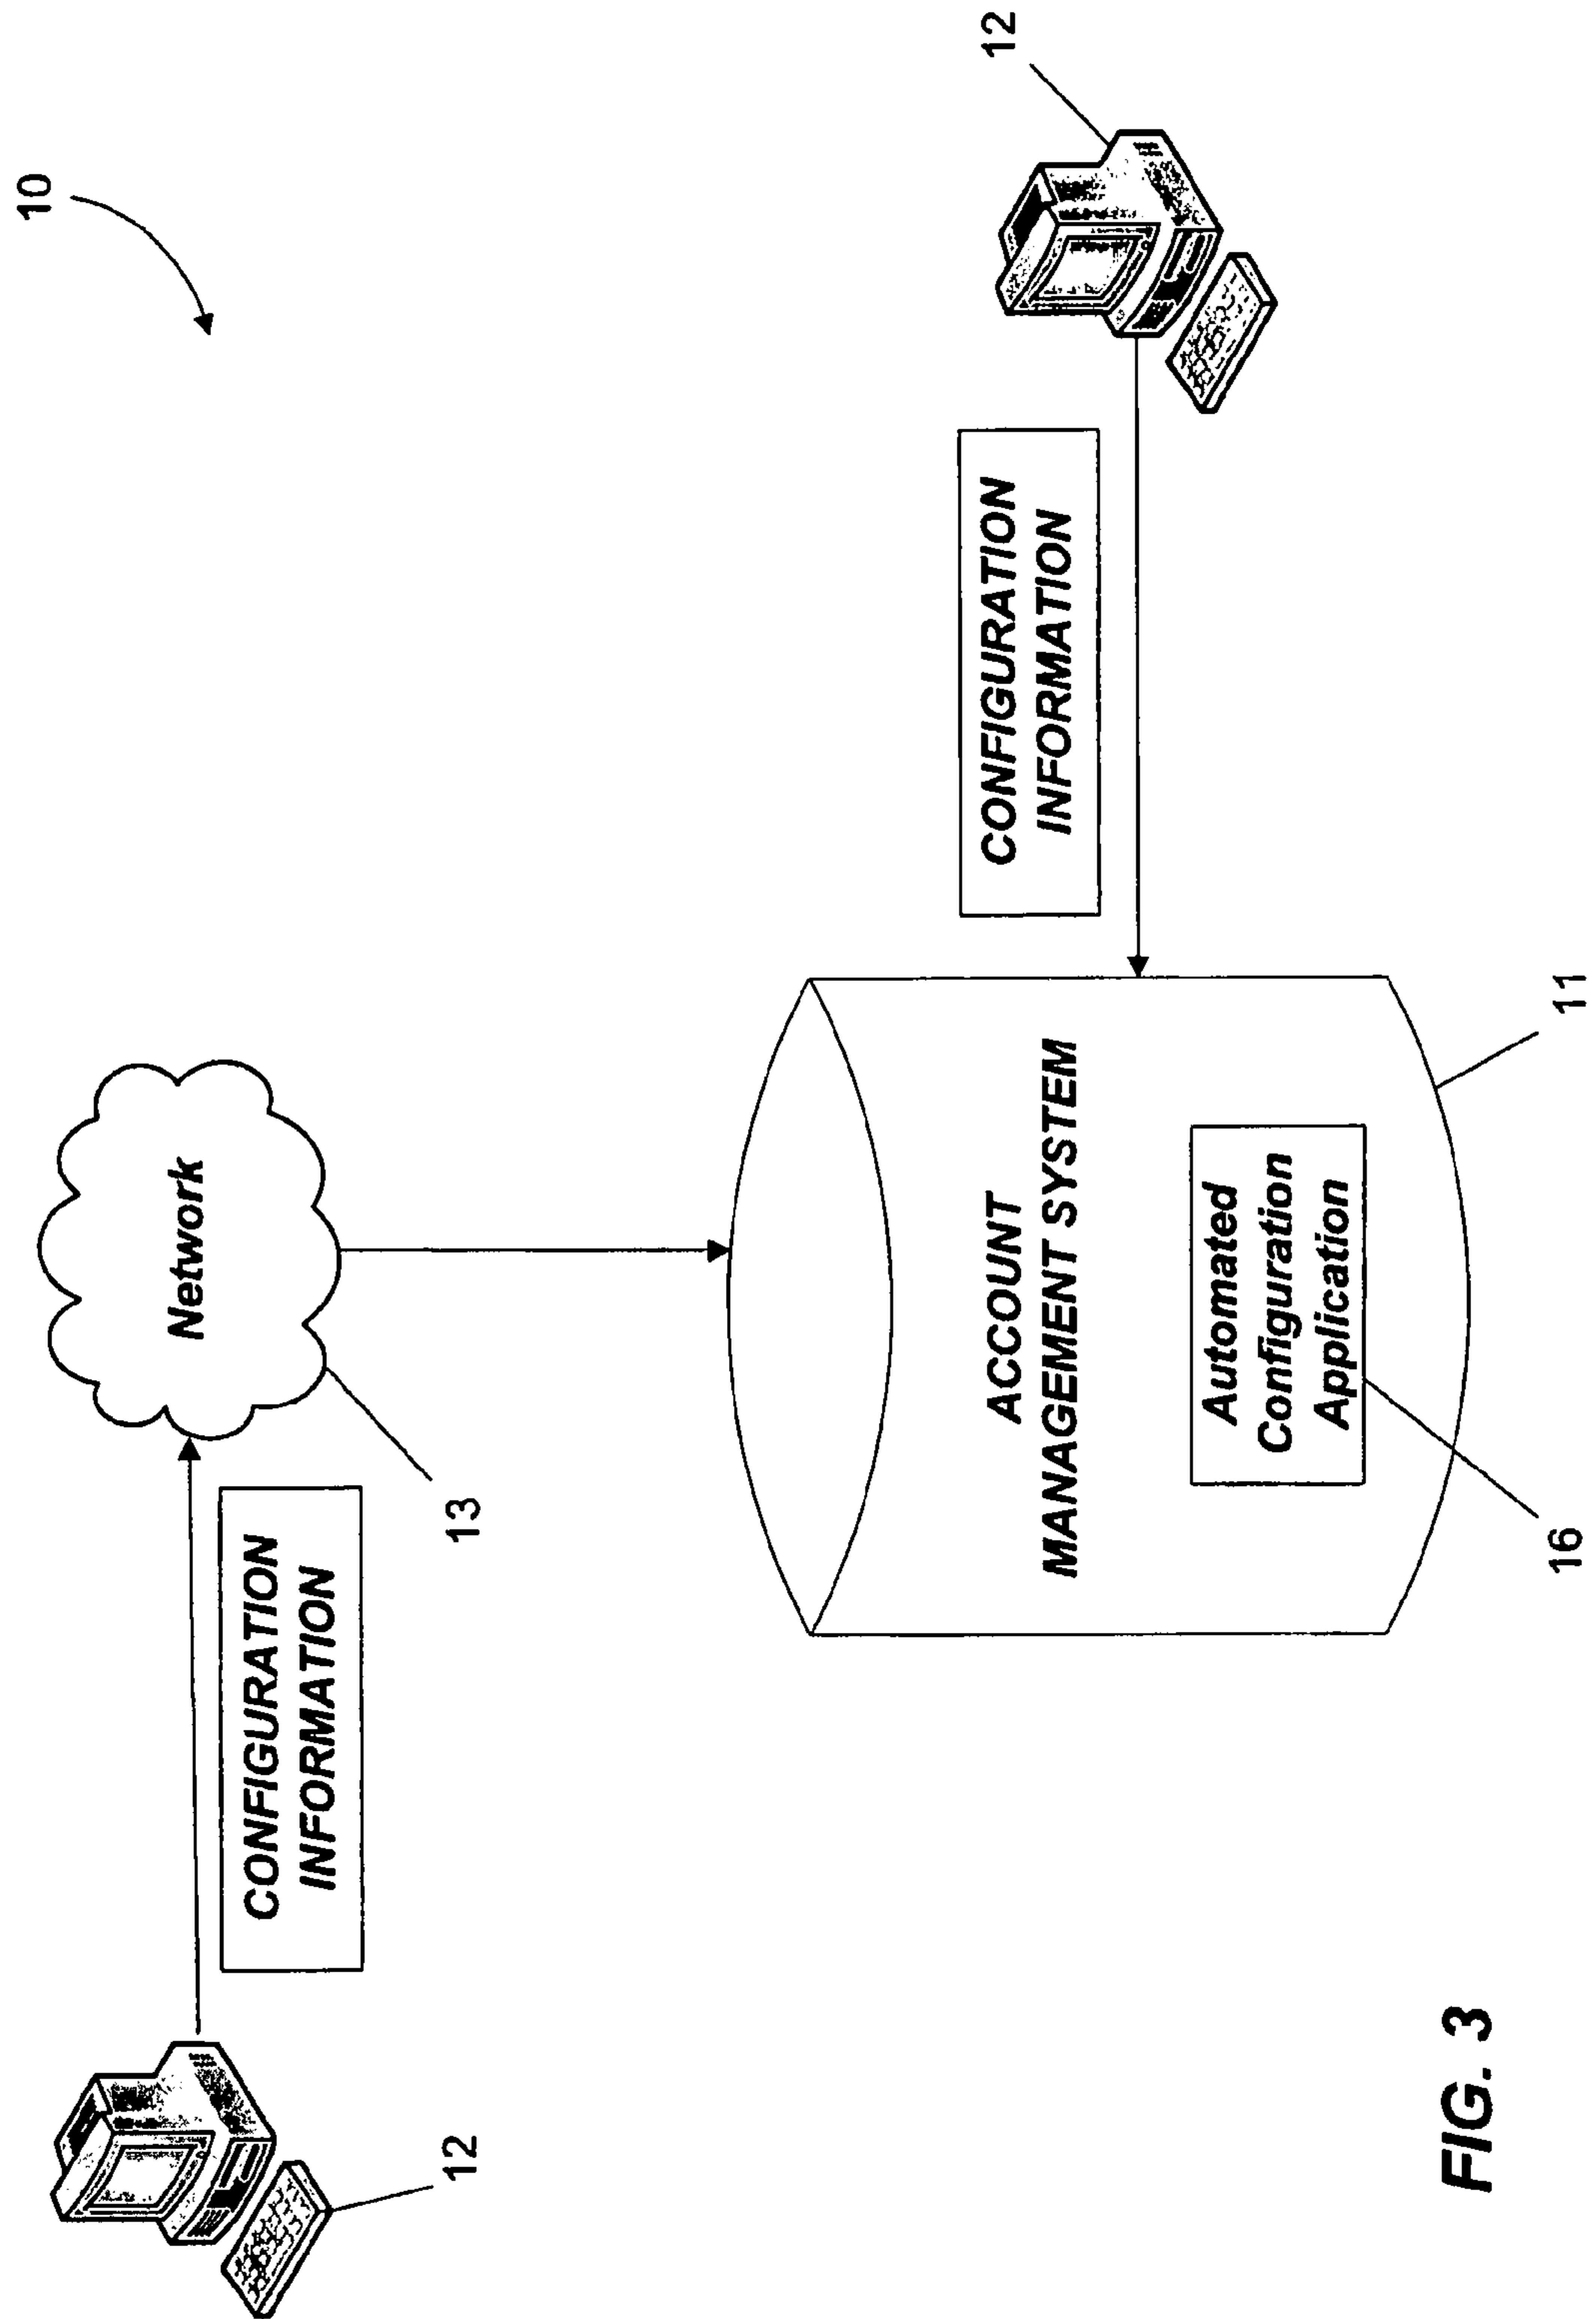 10
Network
13
CONFIGURATION
INFORMATION
12
12
CONFIGURATION
INFORMATION
ACCOUNT
MANAGEMENT SYSTEM
Automated
Configuration
Application
16
11
FIG. 3